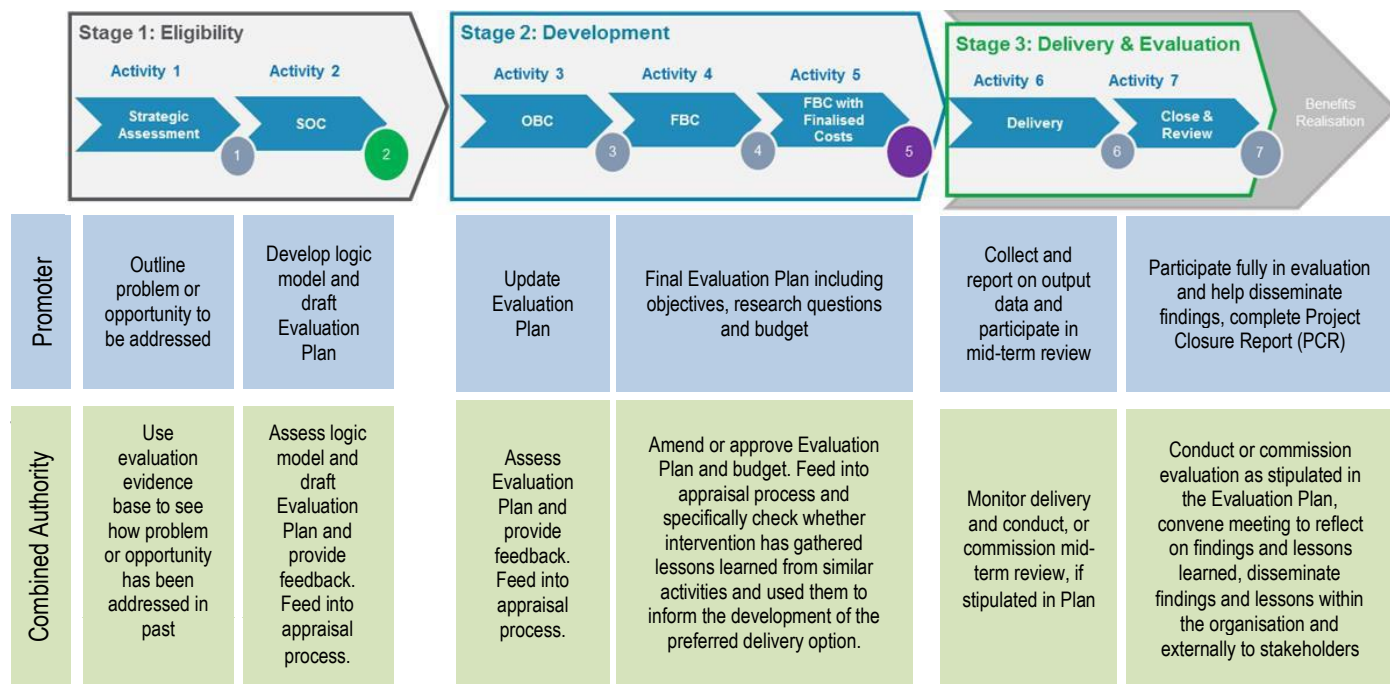 Stage 1: Eligibility
Activity 1
Activity 2
Strategic
Assessment
1
SOC
2
Stage 2: Development
Activity 3
Activity 4
Activity 5
OBC
3
FBC
4
FBC with
Finalised
Costs
5
Stage 3: Delivery & Evaluation
Activity 6
Activity 7
Delivery
6
Close &
Review
7
Benefits
Realisation
Promoter
Outline
problem or
opportunity to
be addressed
Develop logic
model and
draft
Evaluation
Plan
Update
Evaluation
Plan
Final Evaluation Plan including
objectives, research questions
and budget
Collect and
report on output
data and
participate in
mid-term review
Participate fully in evaluation
and help disseminate
findings, complete Project
Closure Report (PCR)
Combined Authority
Use
evaluation
evidence
base to see
how problem
or opportunity
has been
addressed in
past
Assess logic
model and
draft
Evaluation
Plan and
provide
feedback.
Feed into
appraisal
process.
Assess
Evaluation
Plan and
provide
feedback.
Feed into
appraisal
process.
Amend or approve Evaluation
Plan and budget. Feed into
appraisal process and
specifically check whether
intervention has gathered
lessons learned from similar
activities and used them to
inform the development of the
preferred delivery option.
Monitor delivery
and conduct, or
commission mid-
term review, if
stipulated in Plan
Conduct or commission
evaluation as stipulated in
the Evaluation Plan,
convene meeting to reflect
on findings and lessons
learned, disseminate
findings and lessons within
the organisation and
externally to stakeholders